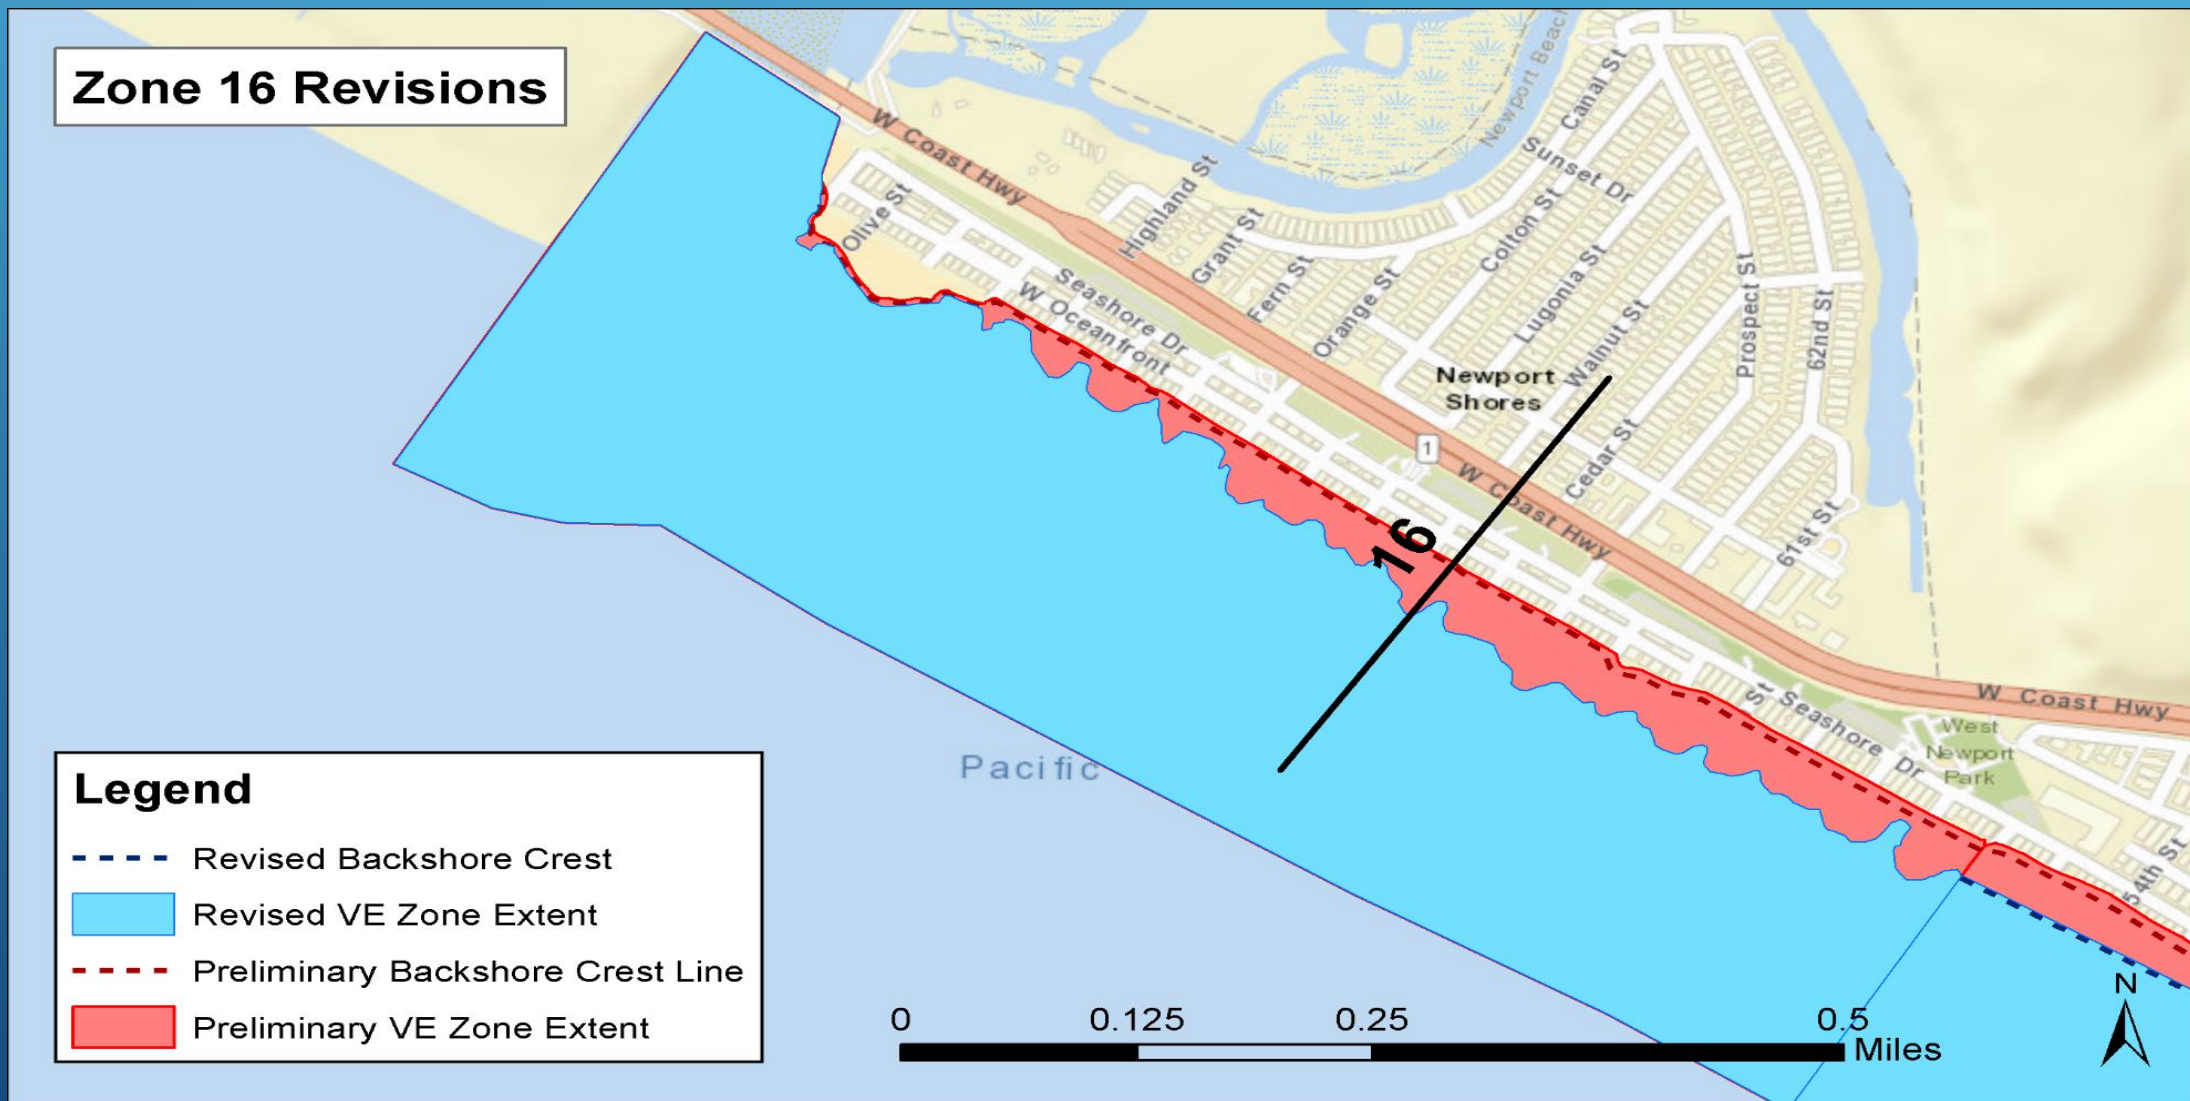 Zone 16 Revisions
W Coast Hwy
Newport Beach
Canal St
Sunset Dr
Highland St
Olive St
Grant St
Colton St
Fern St
Lugonia St
Orange St
Prospect St
Seashore Dr
W Oceanfront
Walnut St
62nd St
Newport
Shores
1
Cedar St
W Coast Hwy
16
61st St
St
Seashore Dr
W Coast Hwy
West
Newport
Park
Pacific
54th St
Legend
Revised Backshore Crest
Revised VE Zone Extent
Preliminary Backshore Crest Line
Preliminary VE Zone Extent
0 0.125 0.25 0.5
Miles
N